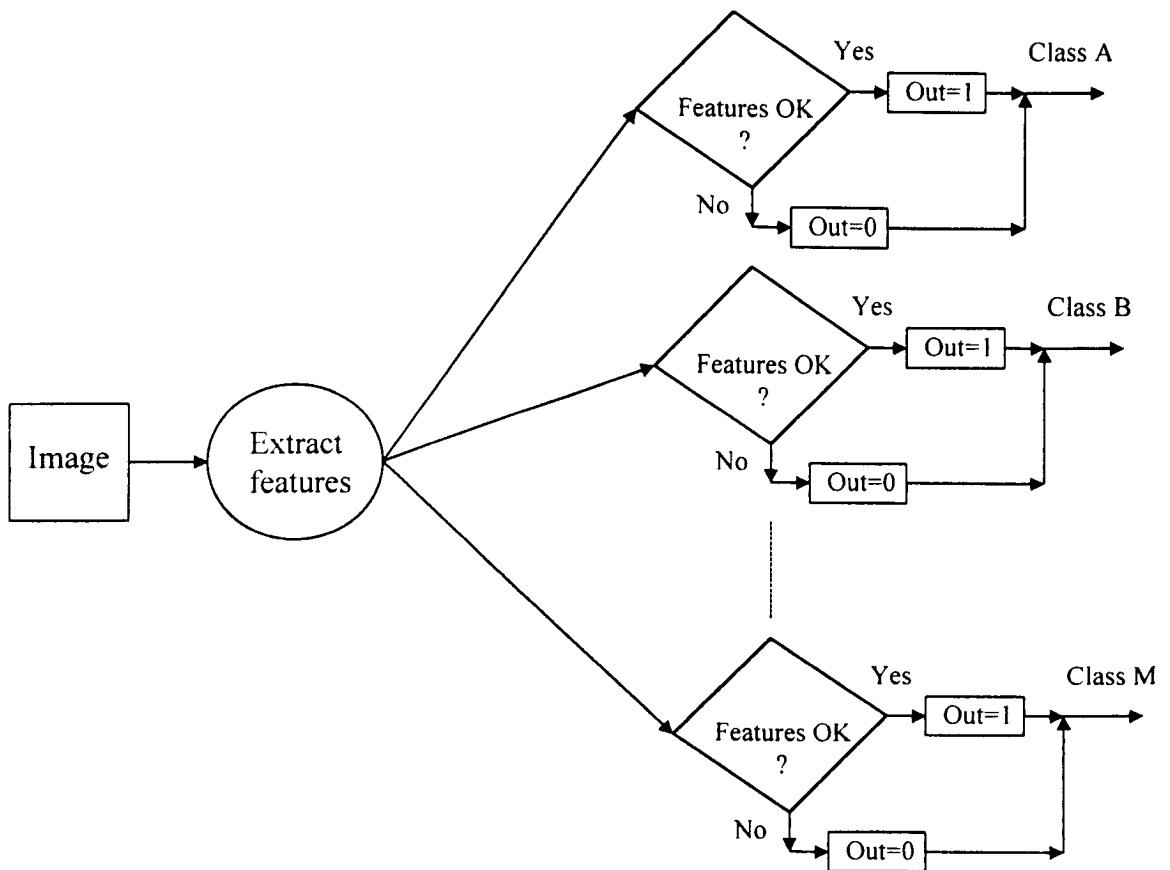 Yes
Class A
Out=1
Features OK
?
No
Out=0
Yes
Class B
Out=1
Features OK
?
No
Out=0
Image
Extract
features
Yes
Class M
Out=1
Features OK
?
No
Out=0